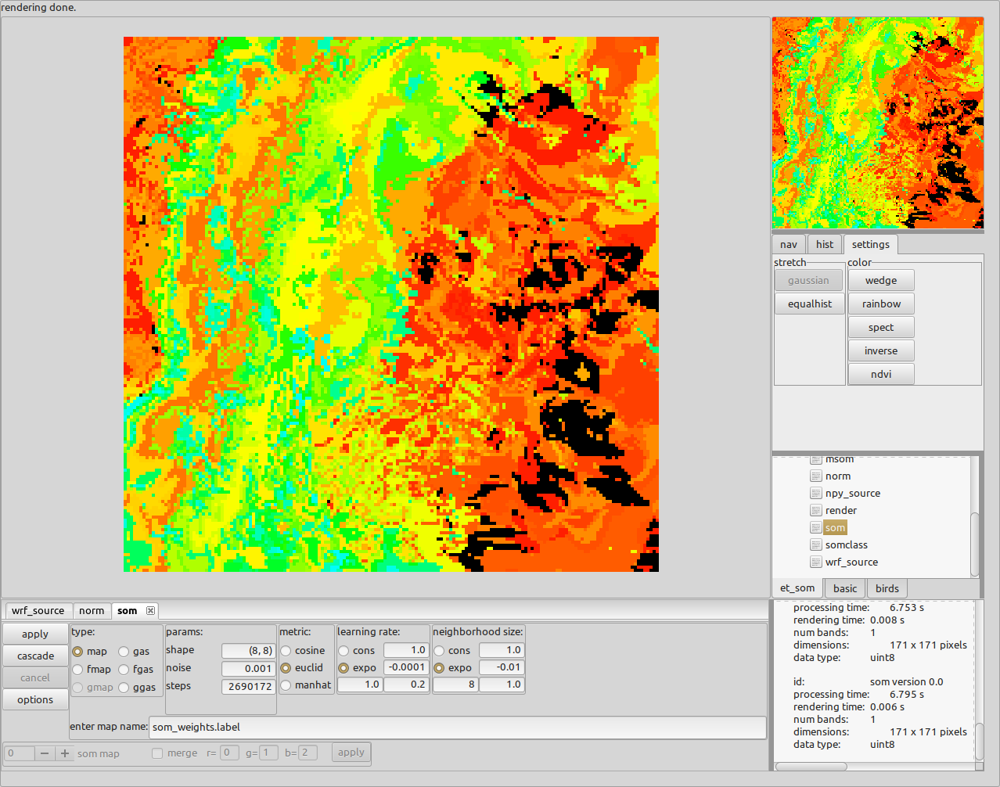 rendering done.
nav hist settings
stretch color
gaussian wedge
equalhist rainbow
spect
inverse
ndvi
msom
norm
npy_source
render
som
somclass
wrf_source
et_som basic birds
wrf_source norm som
apply
cascade
cancel
options
type:
map gas
fmap fgas
gmap ggas
params:
shape (8, 8)
noise 0.001
steps 2690172
metric:
cosine
euclid
manhat
learning rate:
cons 1.0
expo -0.0001
1.0 0.2
neighborhood size:
cons 1.0
expo -0.01
8 1.0
enter map name: som_weights.label
0 − + som map merge r= 0 g= 1 b= 2 apply
processing time: 6.753 s
rendering time: 0.008 s
num bands: 1
dimensions: 171 x 171 pixels
data type: uint8
id: som version 0.0
processing time: 6.795 s
rendering time: 0.006 s
num bands: 1
dimensions: 171 x 171 pixels
data type: uint8